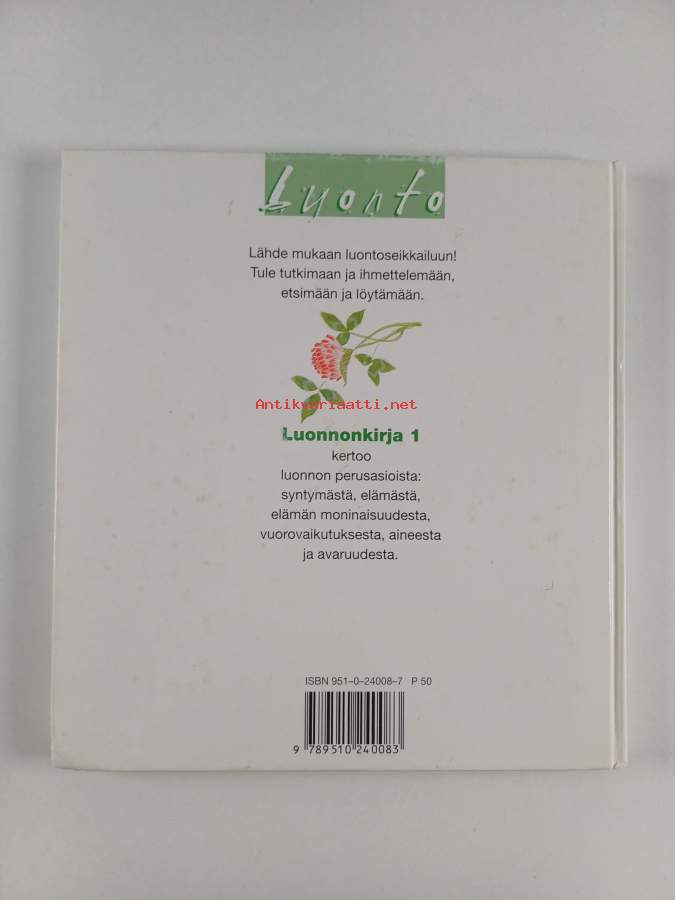 Luonto
Lähde mukaan luontoseikkailuun!
Tule tutkimaan ja ihmettelemään,
etsimään ja löytämään.
Antikvariaatti.net
Luonnonkirja 1
kertoo
luonnon perusasioista:
syntymästä, elämästä,
elämän moninaisuudesta,
vuorovaikutuksesta, aineesta
ja avaruudesta.
ISBN 951–0–24008–7 P 50
9 789510 240083